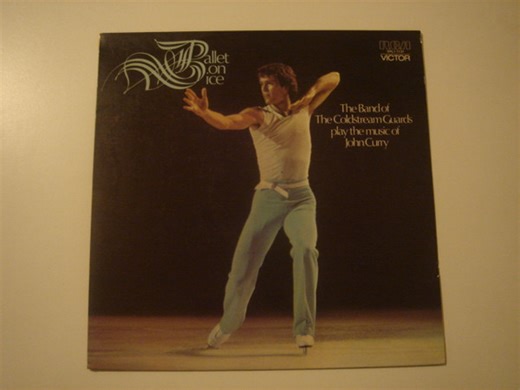 Ballet
on
Ice
RCA
VICTOR
The Band of
The Coldstream Guards
play the music of
John Curry